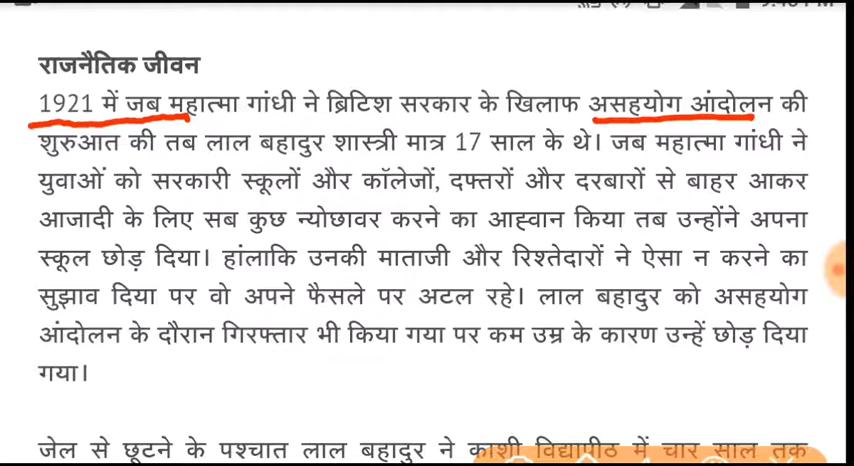 राजनैतिक जीवन
1921 में जब महात्मा गांधी ने ब्रिटिश सरकार के खिलाफ असहयोग आंदोलन की
शुरुआत की तब लाल बहादुर शास्त्री मात्र 17 साल के थे। जब महात्मा गांधी ने
युवाओं को सरकारी स्कूलों और कॉलेजों, दफ्तरों और दरबारों से बाहर आकर
आजादी के लिए सब कुछ न्योछावर करने का आह्वान किया तब उन्होंने अपना
स्कूल छोड़ दिया। हांलाकि उनकी माताजी और रिश्तेदारों ने ऐसा न करने का
सुझाव दिया पर वो अपने फैसले पर अटल रहे। लाल बहादुर को असहयोग
आंदोलन के दौरान गिरफ्तार भी किया गया पर कम उम्र के कारण उन्हें छोड़ दिया
गया।
जेल से छूटने के पश्चात लाल बहादुर ने काशी विद्यापीठ में चार साल तक